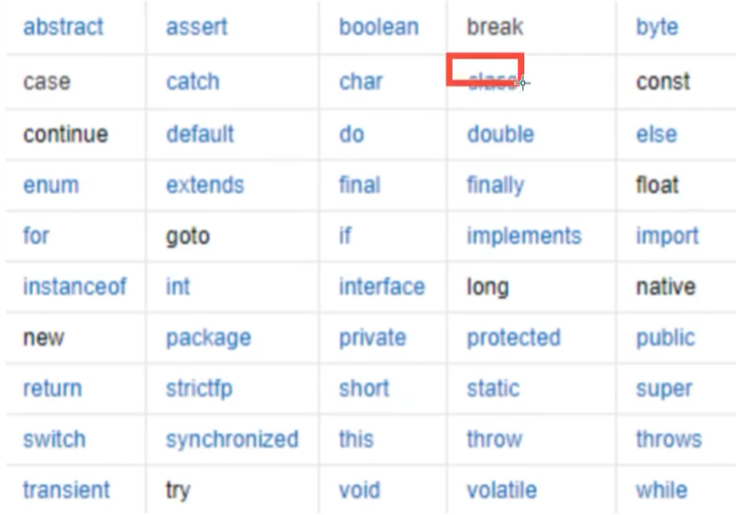 abstract assert boolean break byte
case catch char class const
continue default do double else
enum extends final finally float
for goto if implements import
instanceof int interface long native
new package private protected public
return strictfp short static super
switch synchronized this throw throws
transient try void volatile while